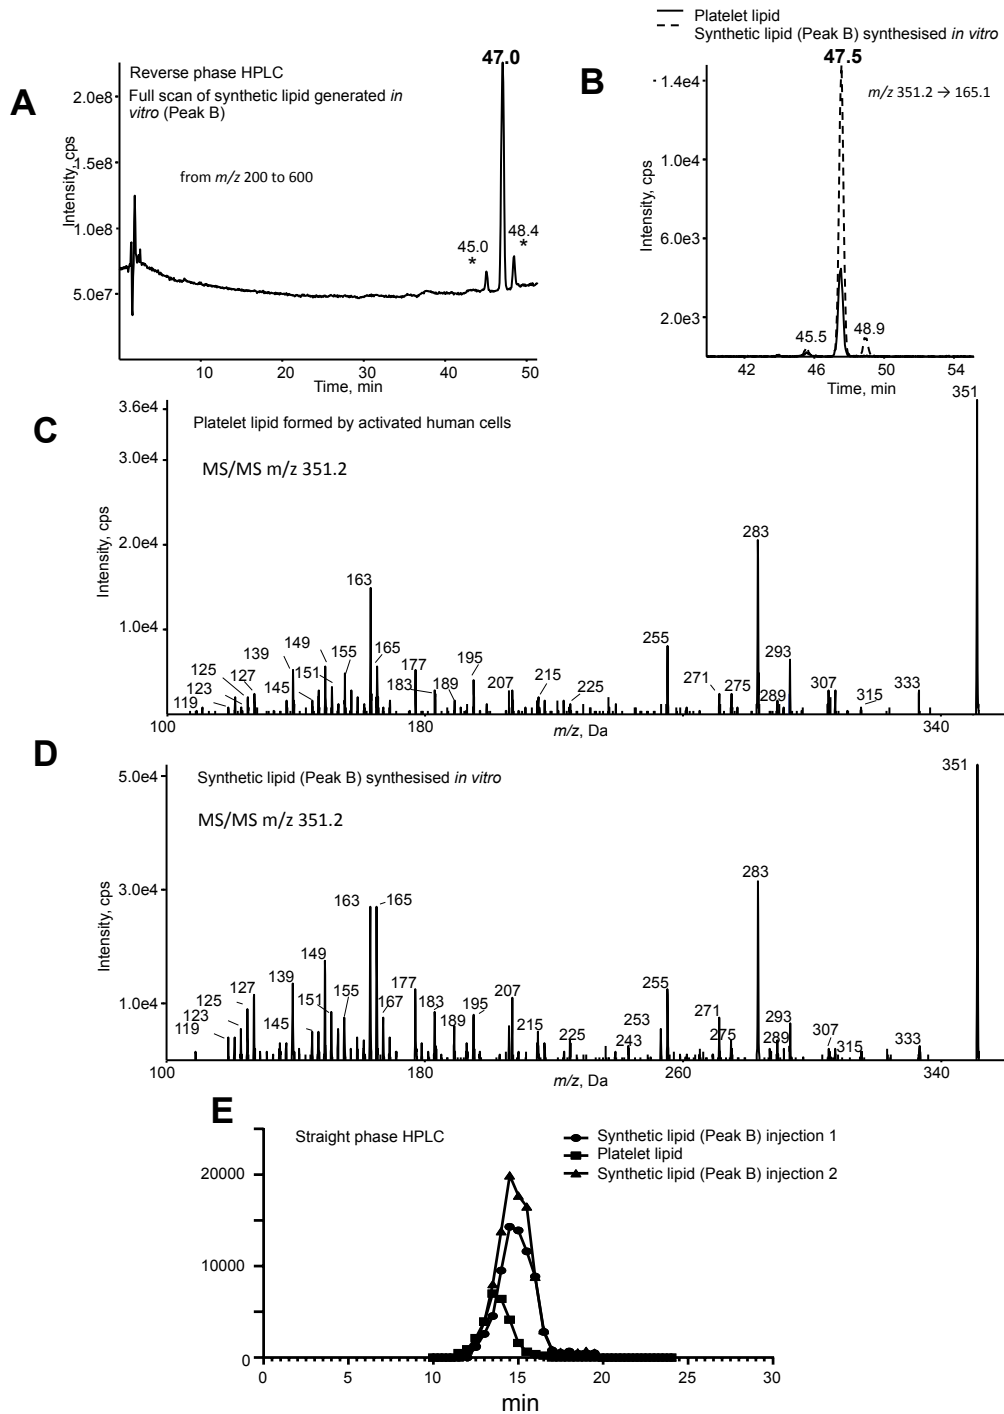 Platelet lipid
Synthetic lipid (Peak B) synthesised in vitro
A
Reverse phase HPLC
Full scan of synthetic lipid generated in
vitro (Peak B)
from m/z 200 to 600
47.0
45.0
*
48.4
*
2.0e8
1.5e8
1.0e8
5.0e7
Intensity, cps
10
20
30
40
50
Time, min
B
47.5
m/z 351.2 → 165.1
1.4e4
1.0e4
6.0e3
2.0e3
Intensity, cps
45.5
48.9
42
46
50
54
Time, min
C
Platelet lipid formed by activated human cells
MS/MS m/z 351.2
3.6e4
3.0e4
2.0e4
1.0e4
Intensity, cps
119
123
125
127
139
145
149
151
155
163
165
177
183
189
195
207
215
225
255
271
275
283
289
293
307
315
333
351
100
180
340
m/z, Da
D
Synthetic lipid (Peak B) synthesised in vitro
MS/MS m/z 351.2
5.0e4
3.0e4
1.0e4
Intensity, cps
119
123
125
127
139
145
149
151
155
163
165
167
177
183
189
195
207
215
225
243
253
255
271
275
283
289
293
307
315
333
351
100
180
260
340
m/z, Da
E
Straight phase HPLC
Synthetic lipid (Peak B) injection 1
Platelet lipid
Synthetic lipid (Peak B) injection 2
20000
10000
0
0
5
10
15
20
25
30
min